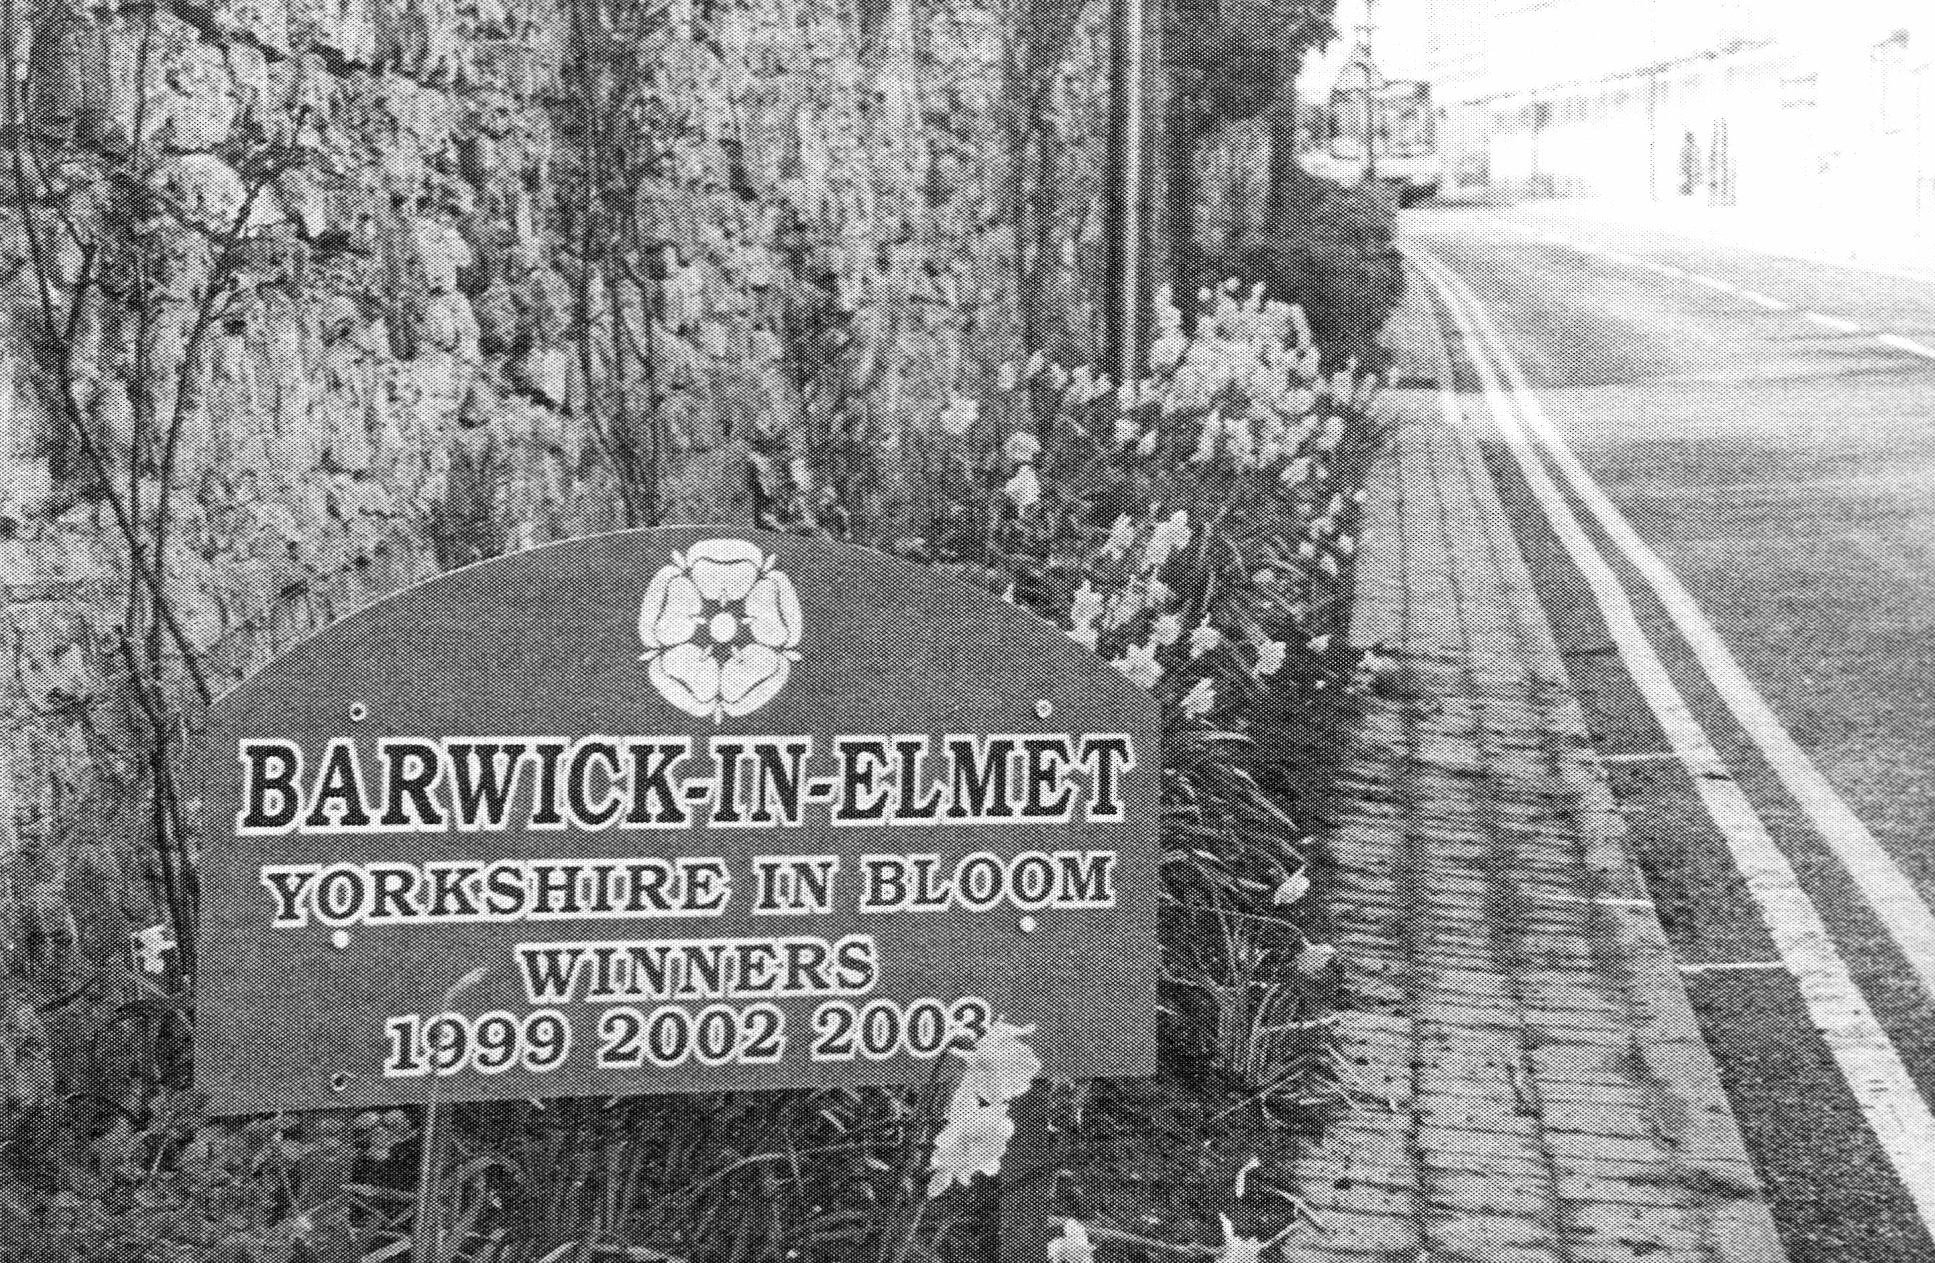 BARWICK-IN-ELMET
YORKSHIRE IN BLOOM
WINNERS
1999 2002 2003